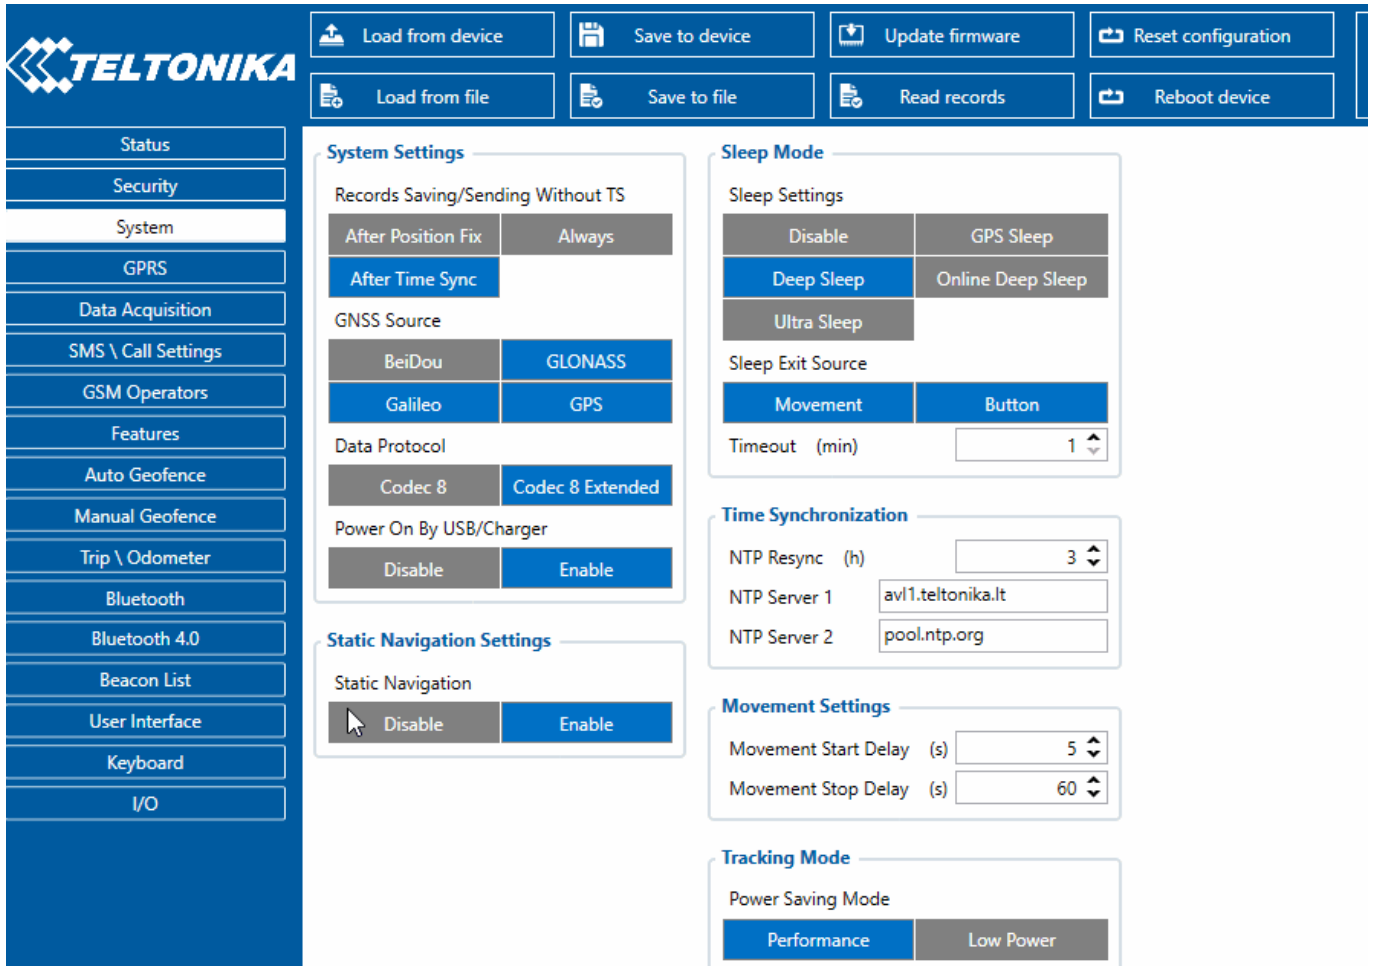 TELTONIKA
Load from device
Save to device
Update firmware
Reset configuration
Load from file
Save to file
Read records
Reboot device
Status
Security
System
GPRS
Data Acquisition
SMS \ Call Settings
GSM Operators
Features
Auto Geofence
Manual Geofence
Trip \ Odometer
Bluetooth
Bluetooth 4.0
Beacon List
User Interface
Keyboard
I/O
System Settings
Records Saving/Sending Without TS
After Position Fix Always
After Time Sync
GNSS Source
BeiDou GLONASS
Galileo GPS
Data Protocol
Codec 8 Codec 8 Extended
Power On By USB/Charger
Disable Enable
Static Navigation Settings
Static Navigation
Disable Enable
Sleep Mode
Sleep Settings
Disable GPS Sleep
Deep Sleep Online Deep Sleep
Ultra Sleep
Sleep Exit Source
Movement Button
Timeout (min) 1
Time Synchronization
NTP Resync (h) 3
NTP Server 1 avl1.teltonika.lt
NTP Server 2 pool.ntp.org
Movement Settings
Movement Start Delay (s) 5
Movement Stop Delay (s) 60
Tracking Mode
Power Saving Mode
Performance Low Power